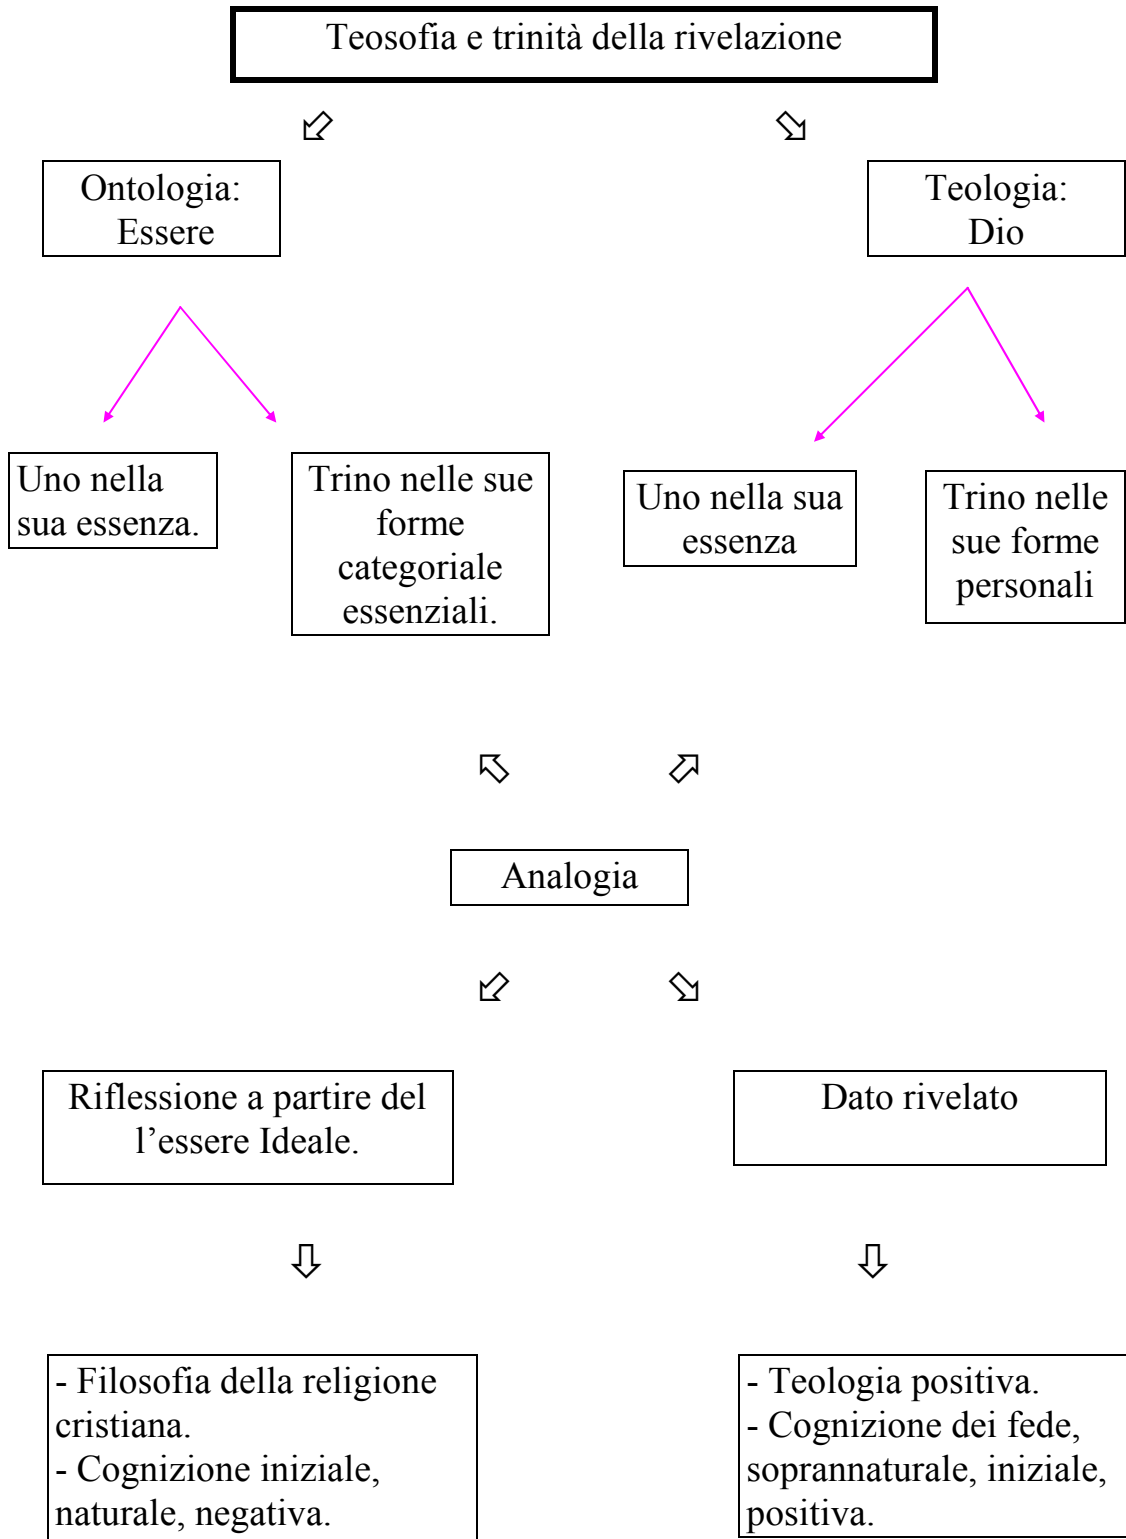 Teosofia e trinità della rivelazione
Ontologia:
Essere
Teologia:
Dio
Uno nella
sua essenza.
Trino nelle sue
forme
categoriale
essenziali.
Uno nella sua
essenza
Trino nelle
sue forme
personali
Analogia
Riflessione a partire del
l’essere Ideale.
Dato rivelato
- Filosofia della religione
cristiana.
- Cognizione iniziale,
naturale, negativa.
- Teologia positiva.
- Cognizione dei fede,
soprannaturale, iniziale,
positiva.